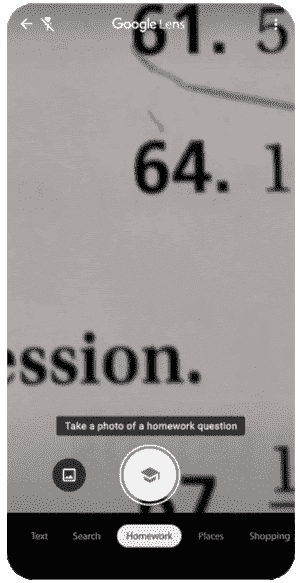 Google Lens
61. 5
64. 1
ession.
Take a photo of a homework question
67 1
Text Search Homework Places Shopping